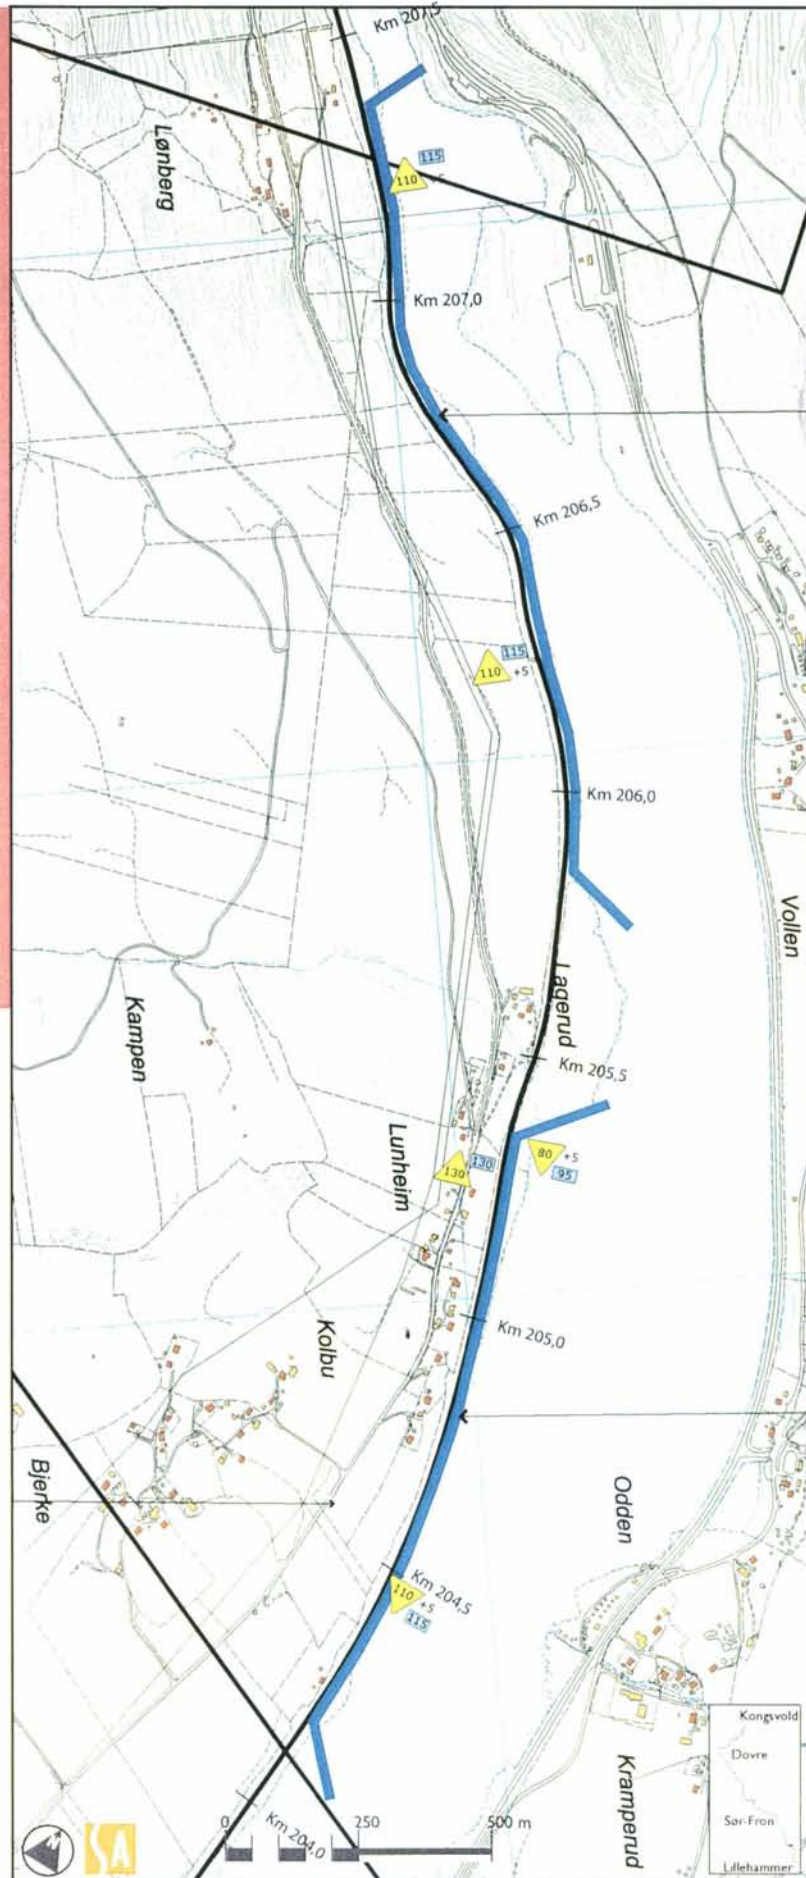 Km 207,5
Lønberg
115
110 +5
Km 207,0
Km 206,5
115
110 +5
Km 206,0
Vollen
Lagerud
Km 205,5
Kampen
Lunheim
130
130
80 +5
95
Km 205,0
Kolbu
Bjerke
Odden
Km 204,5
110 +5
115
Kramperud
Km 204,0
0 250 500 m
N
SA
Kongsvold
Dovre
Sør-Fron
Lillehammer